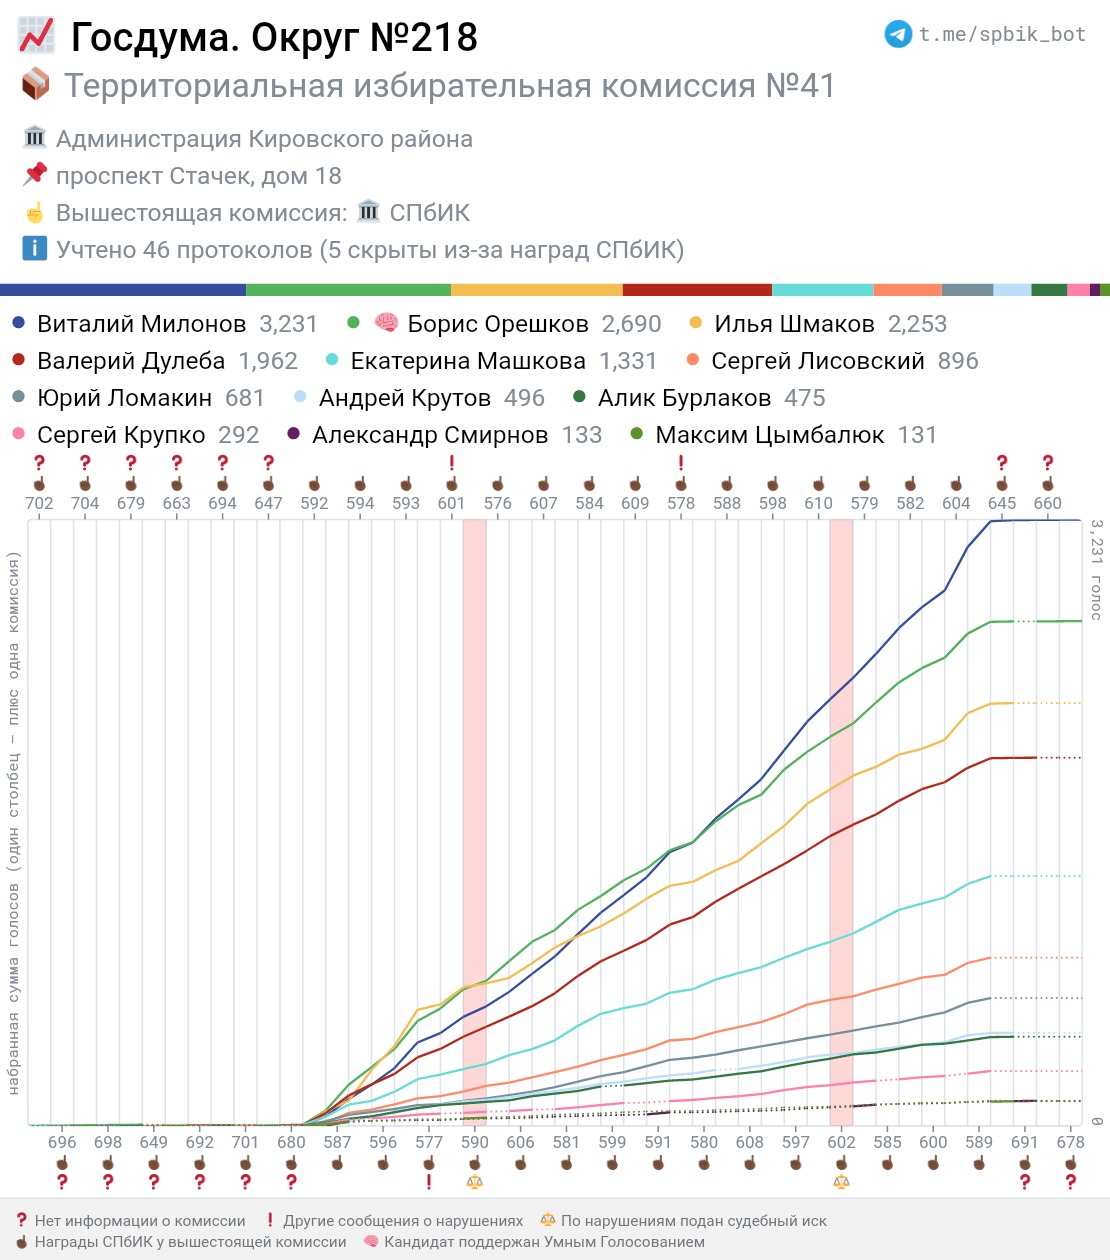 Госдума. Округ №218
t.me/spbik_bot
Территориальная избирательная комиссия №41
Администрация Кировского района
проспект Стачек, дом 18
Вышестоящая комиссия: СПбИК
Учтено 46 протоколов (5 скрыты из-за наград СПбИК)
Виталий Милонов 3,231 Борис Орешков 2,690 Илья Шмаков 2,253
Валерий Дулеба 1,962 Екатерина Машкова 1,331 Сергей Лисовский 896
Юрий Ломакин 681 Андрей Крутов 496 Алик Бурлаков 475
Сергей Крупко 292 Александр Смирнов 133 Максим Цымбалюк 131
702 704 679 663 694 647 592 594 593 601 576 607 584 609 578 588 598 610 579 582 604 645 660
3,231 голос
набранная сумма голосов (один столбец – плюс одна комиссия)
0
696 698 649 692 701 680 587 596 577 590 606 581 599 591 580 608 597 602 585 600 589 691 678
Нет информации о комиссии Другие сообщения о нарушениях По нарушениям подан судебный иск
Награды СПбИК у вышестоящей комиссии Кандидат поддержан Умным Голосованием